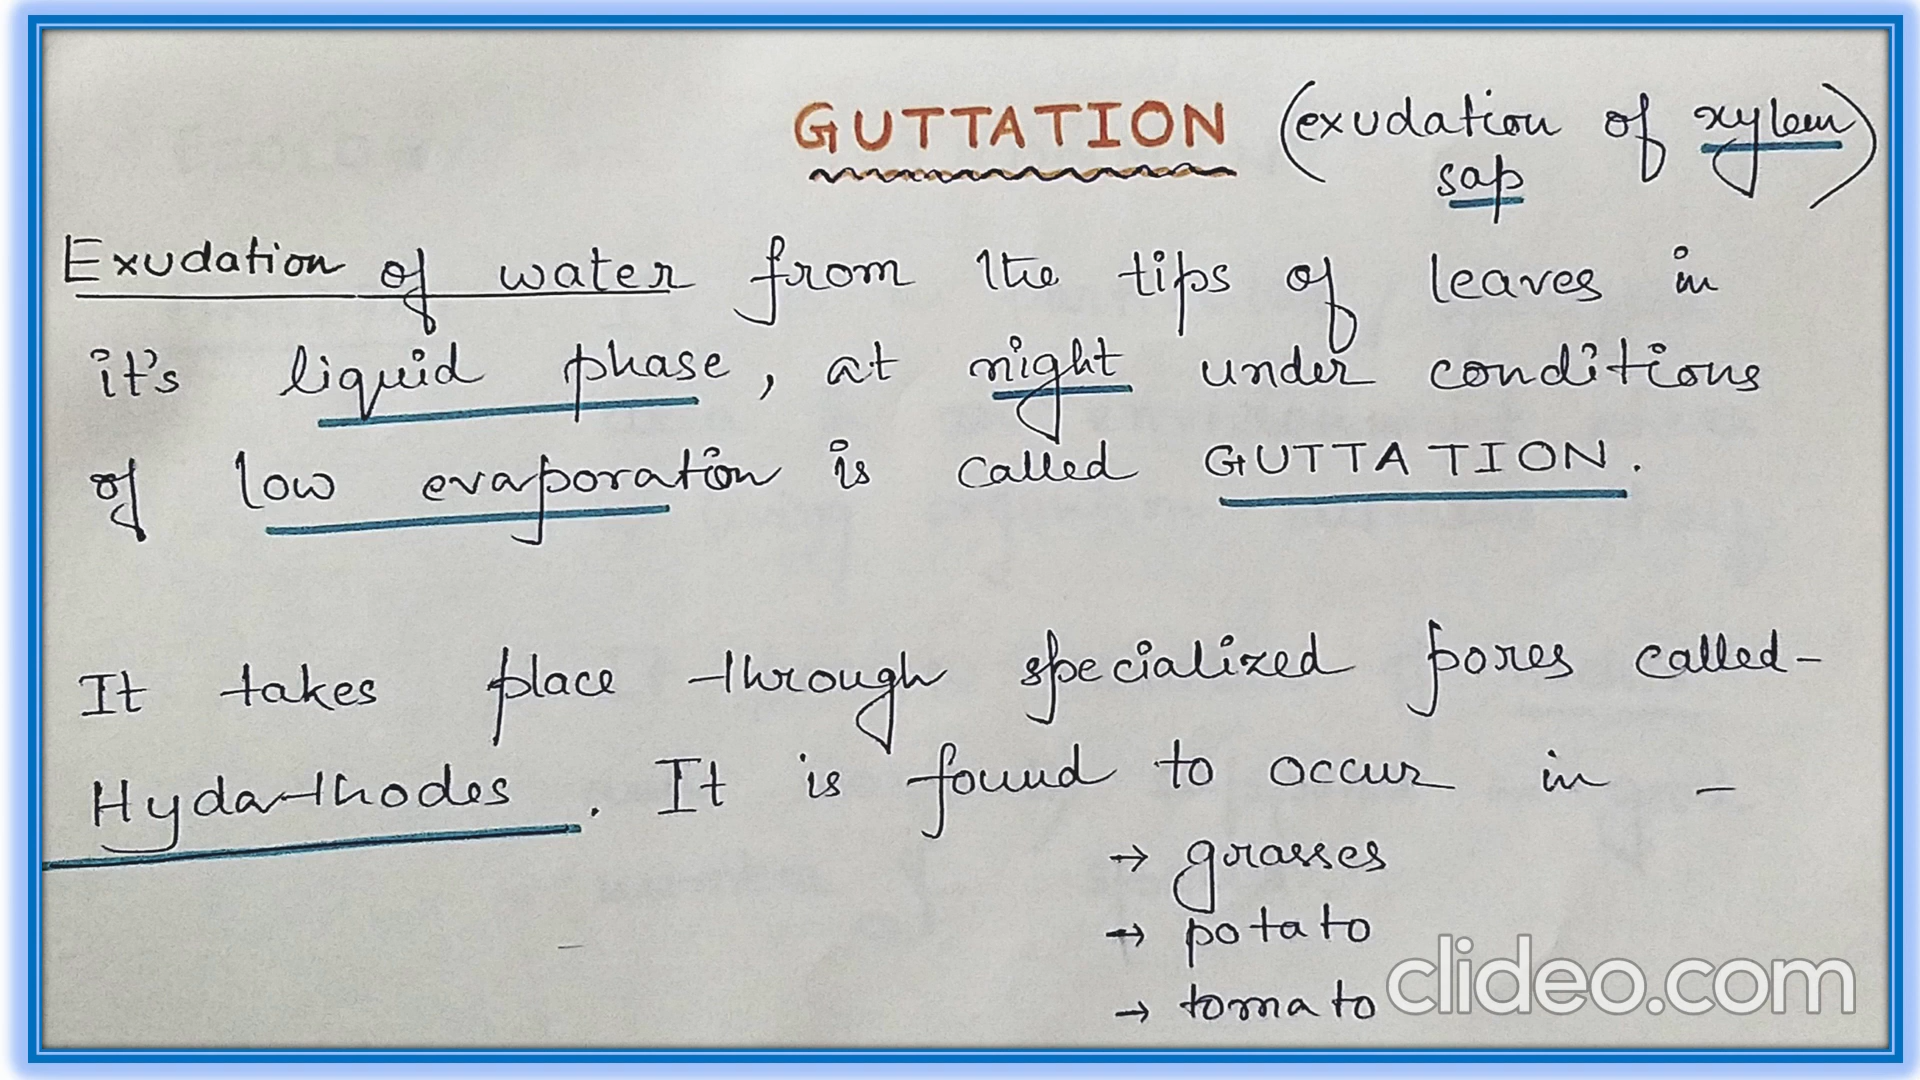 GUTTATION (exudation of xylem
sap)
Exudation of water from the tips of leaves in
it's liquid phase, at night under conditions
of low evaporation is called GUTTATION.
It takes place through specialized pores called-
Hydathodes. It is found to occur in –
→ grasses
→ potato
→ tomato
clideo.com